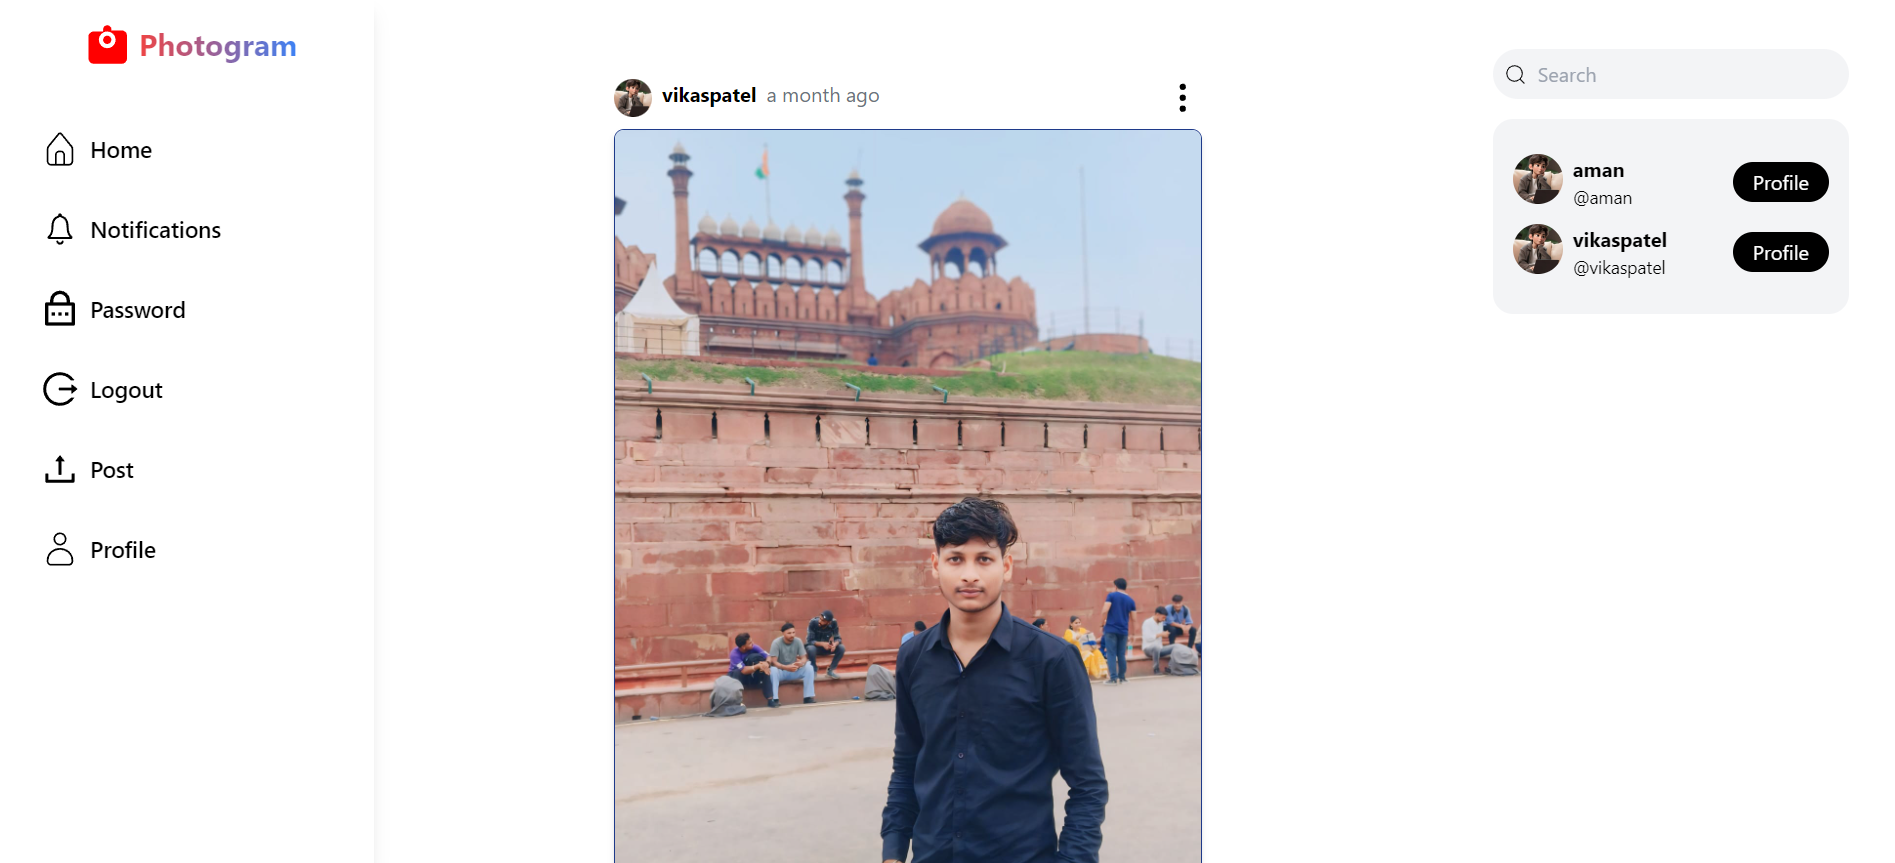 Photogram
Home
Notifications
Password
Logout
Post
Profile
vikaspatel a month ago
Search
aman
@aman
Profile
vikaspatel
@vikaspatel
Profile